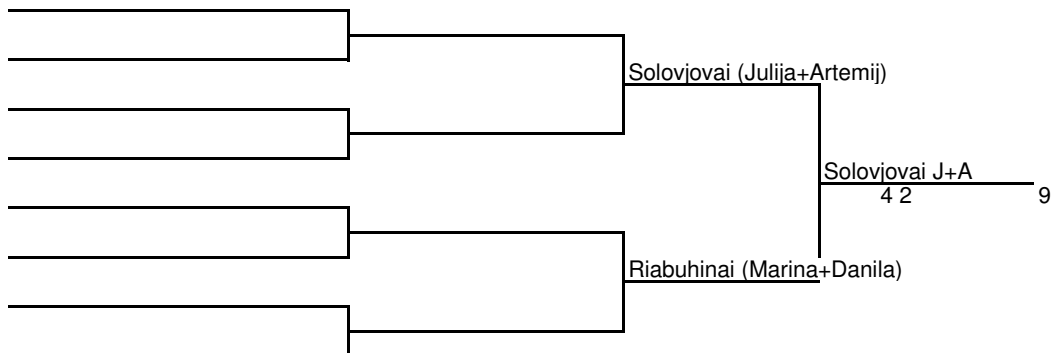 Solovjovai (Julija+Artemij)
Solovjovai J+A
4 2
9
Riabuhinai (Marina+Danila)